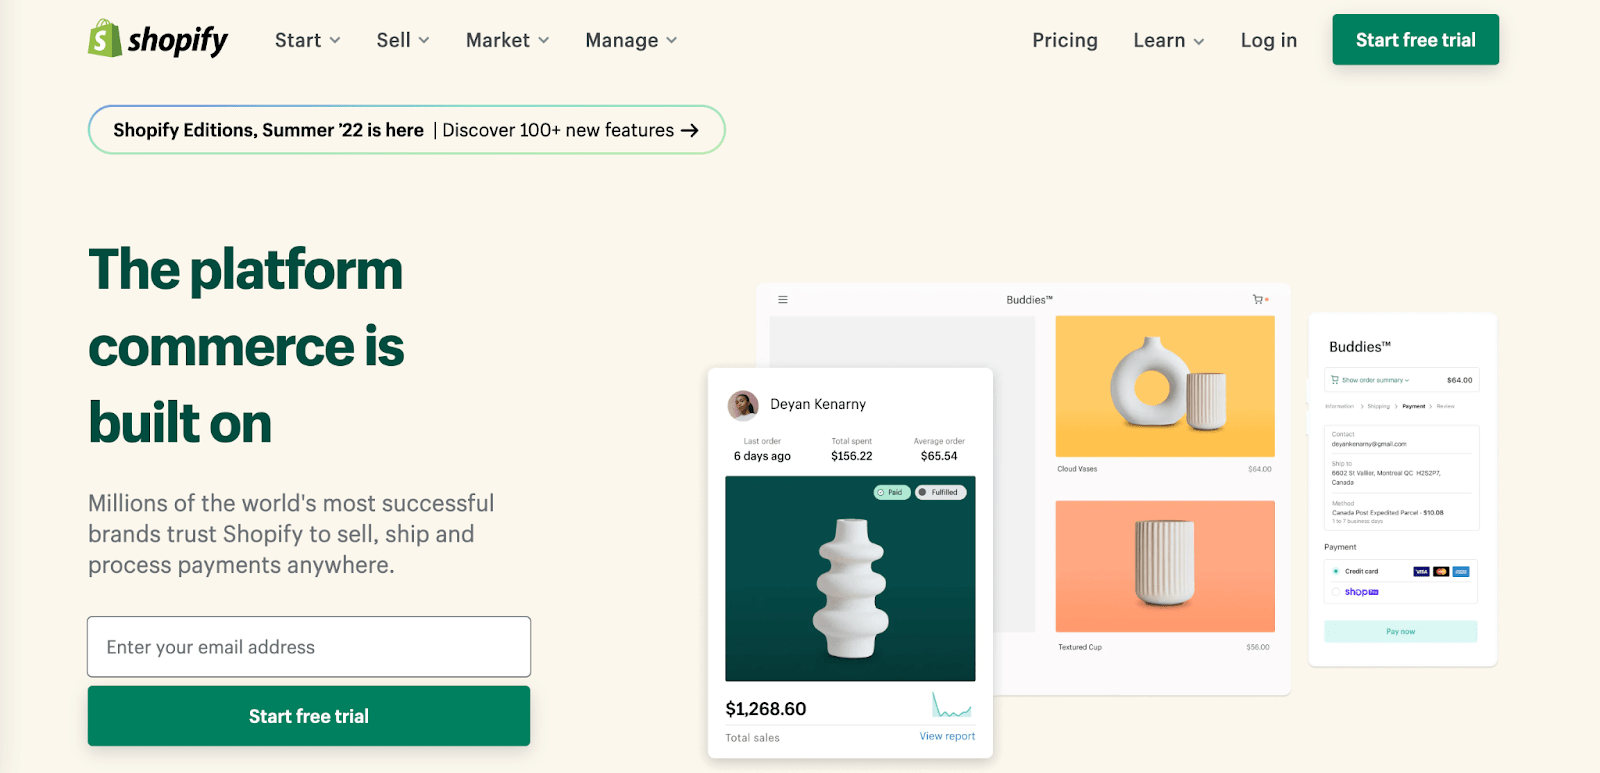 shopify
Start
Sell
Market
Manage
Pricing
Learn
Log in
Start free trial
Shopify Editions, Summer ’22 is here | Discover 100+ new features →
The platform
commerce is
built on
Millions of the world's most successful
brands trust Shopify to sell, ship and
process payments anywhere.
Enter your email address
Start free trial
Buddies™
Cloud Vases
$64.00
Textured Cup
$56.00
Deyan Kenarny
Last order
Total spent
Average order
6 days ago
$156.22
$65.54
Paid
Fulfilled
$1,268.60
Total sales
View report
Buddies™
Show order summary
$64.00
Information > Shipping > Payment > Review
Contact
deyankenarny@gmail.com
Ship to
6602 St Vallier, Montreal QC H2S2P7,
Canada
Method
Canada Post Expedited Parcel · $10.08
1 to 7 business days
Payment
Credit card
VISA
shop Pay
Pay now